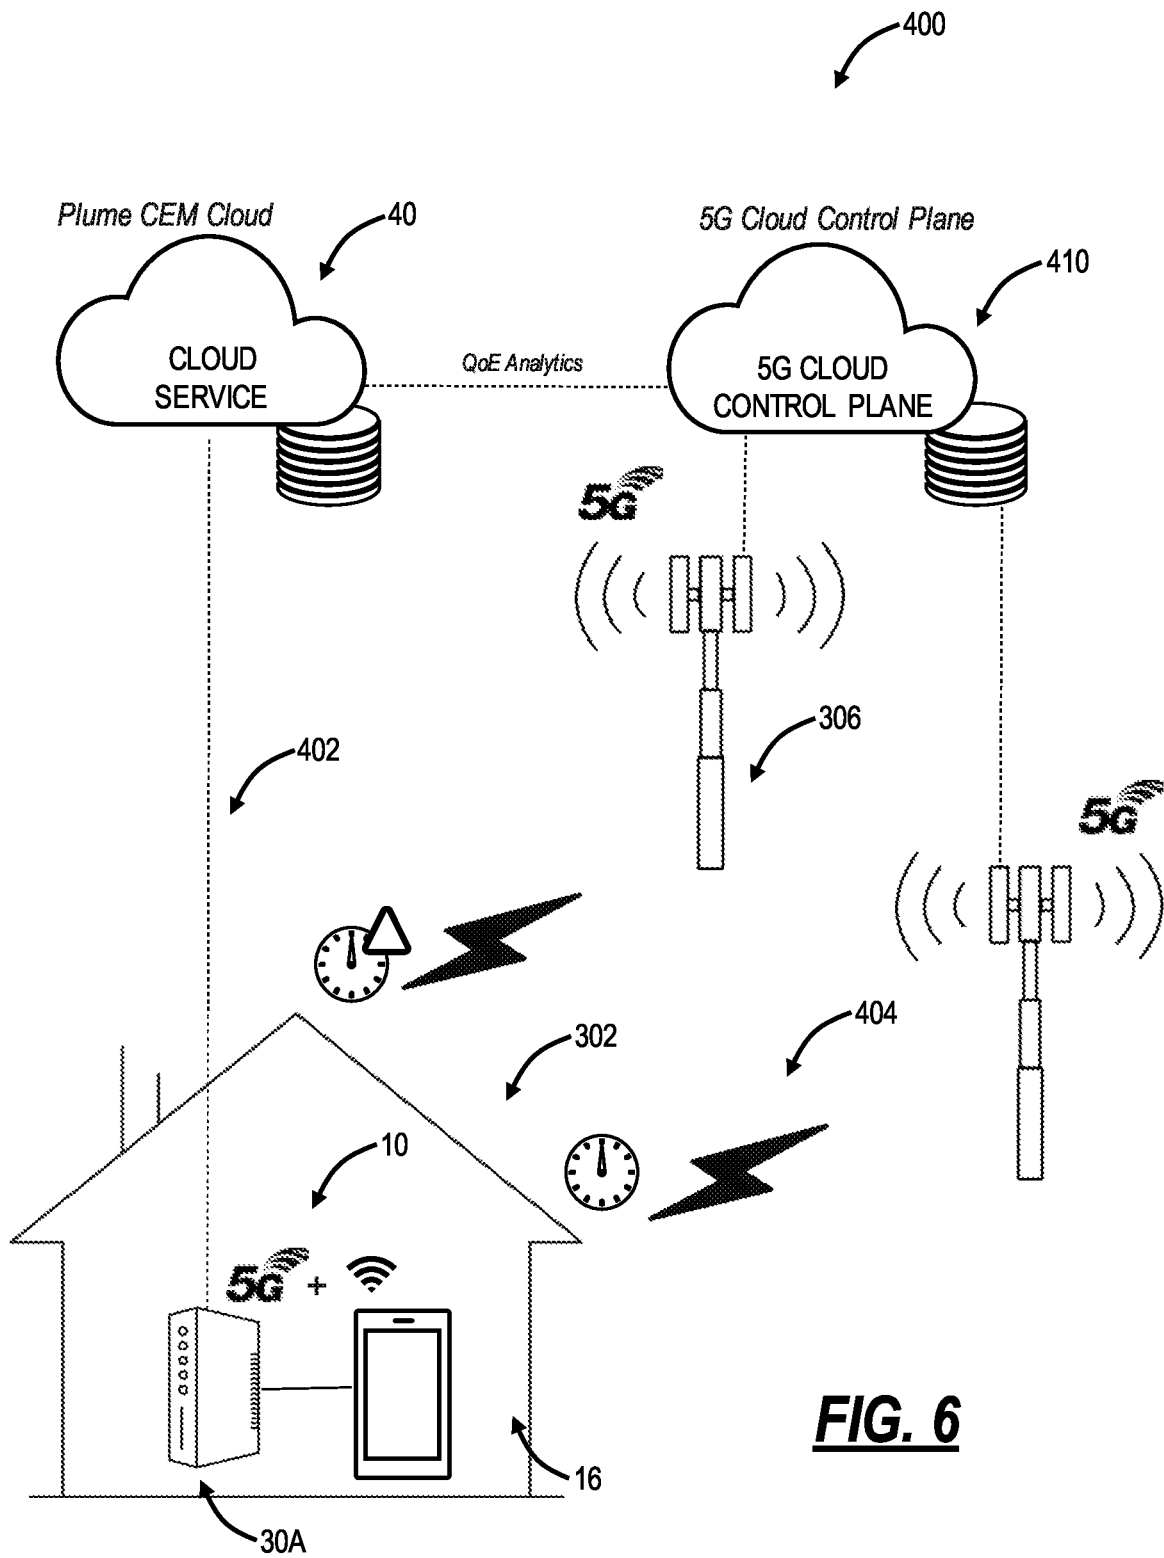 400
Plume CEM Cloud
40
5G Cloud Control Plane
410
CLOUD
SERVICE
QoE Analytics
5G CLOUD
CONTROL PLANE
5G
306
402
5G
404
302
10
5G +
FIG. 6
16
30A